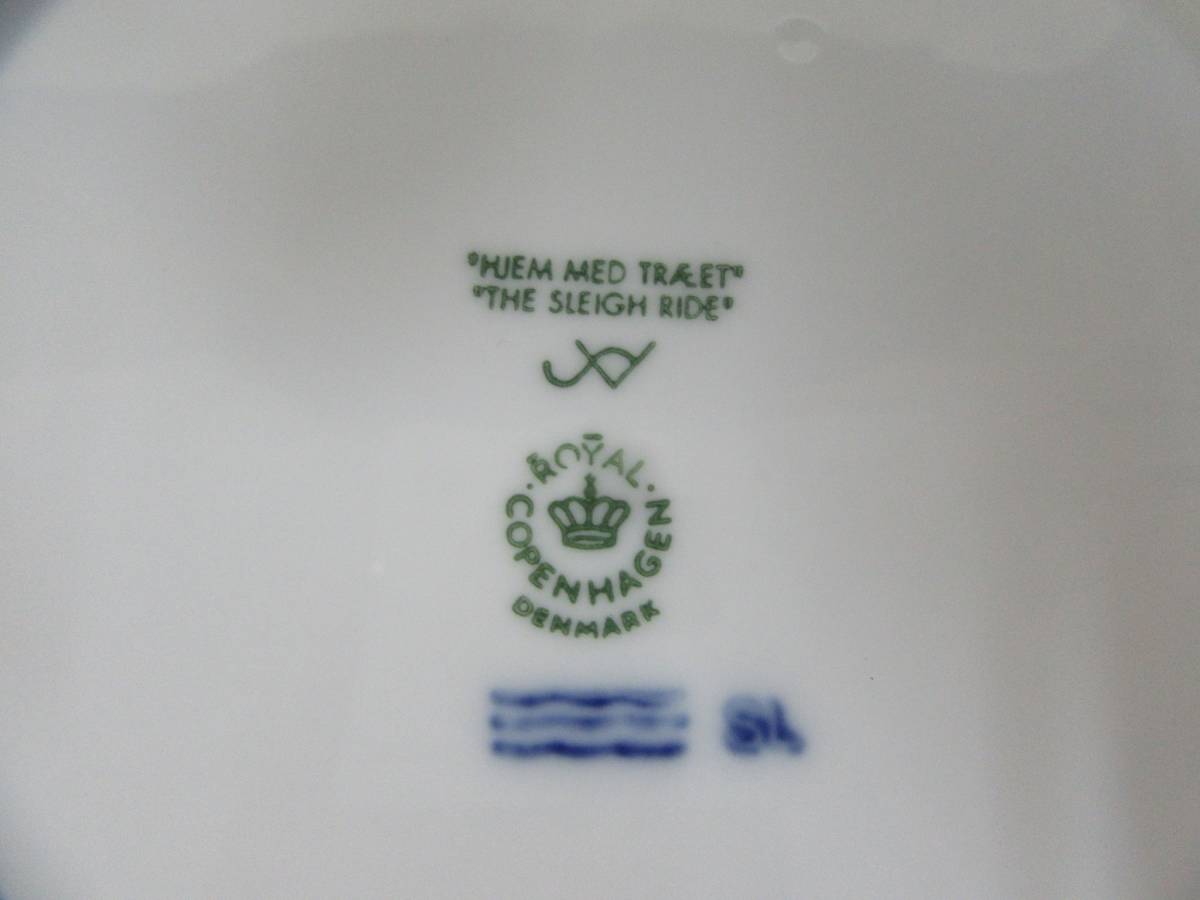 "HJEM MED TRÆET"
"THE SLEIGH RIDE"
ROYAL
COPENHAGEN
DENMARK